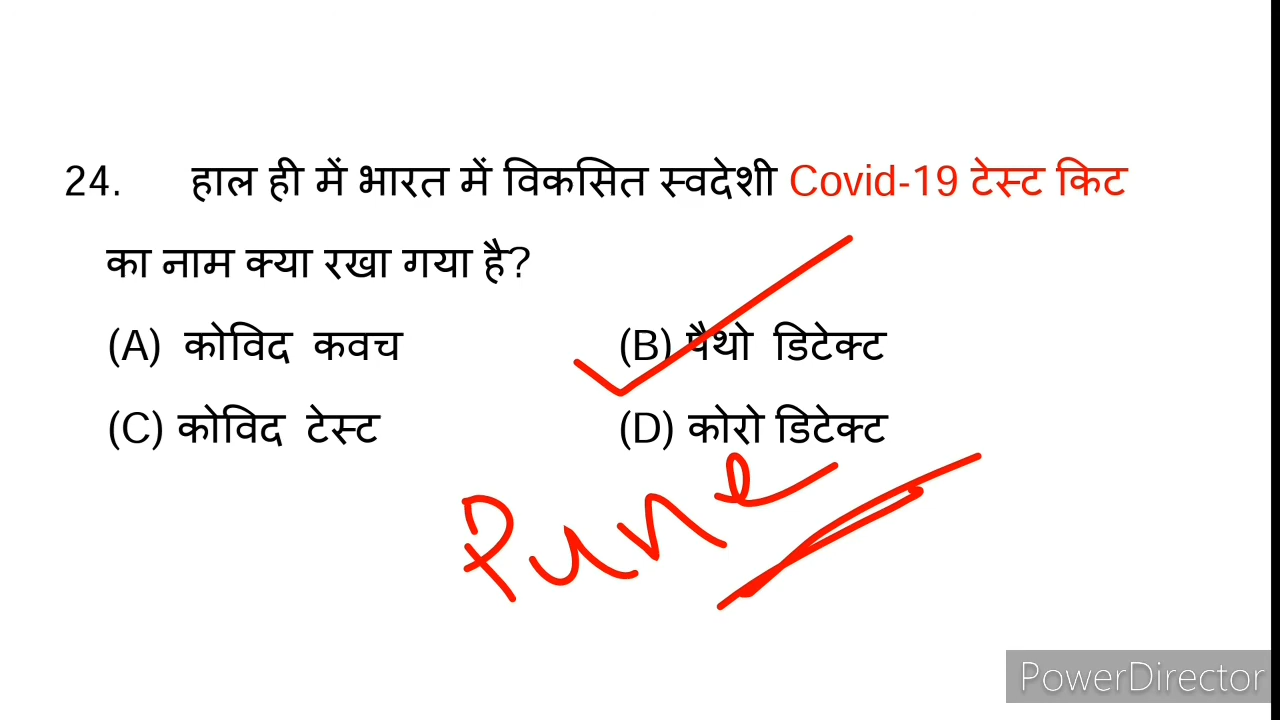 24. हाल ही में भारत में विकसित स्वदेशी Covid-19 टेस्ट किट
का नाम क्या रखा गया है?
(A) कोविद कवच (B) पैथो डिटेक्ट
(C) कोविद टेस्ट (D) कोरो डिटेक्ट
Pune
PowerDirector